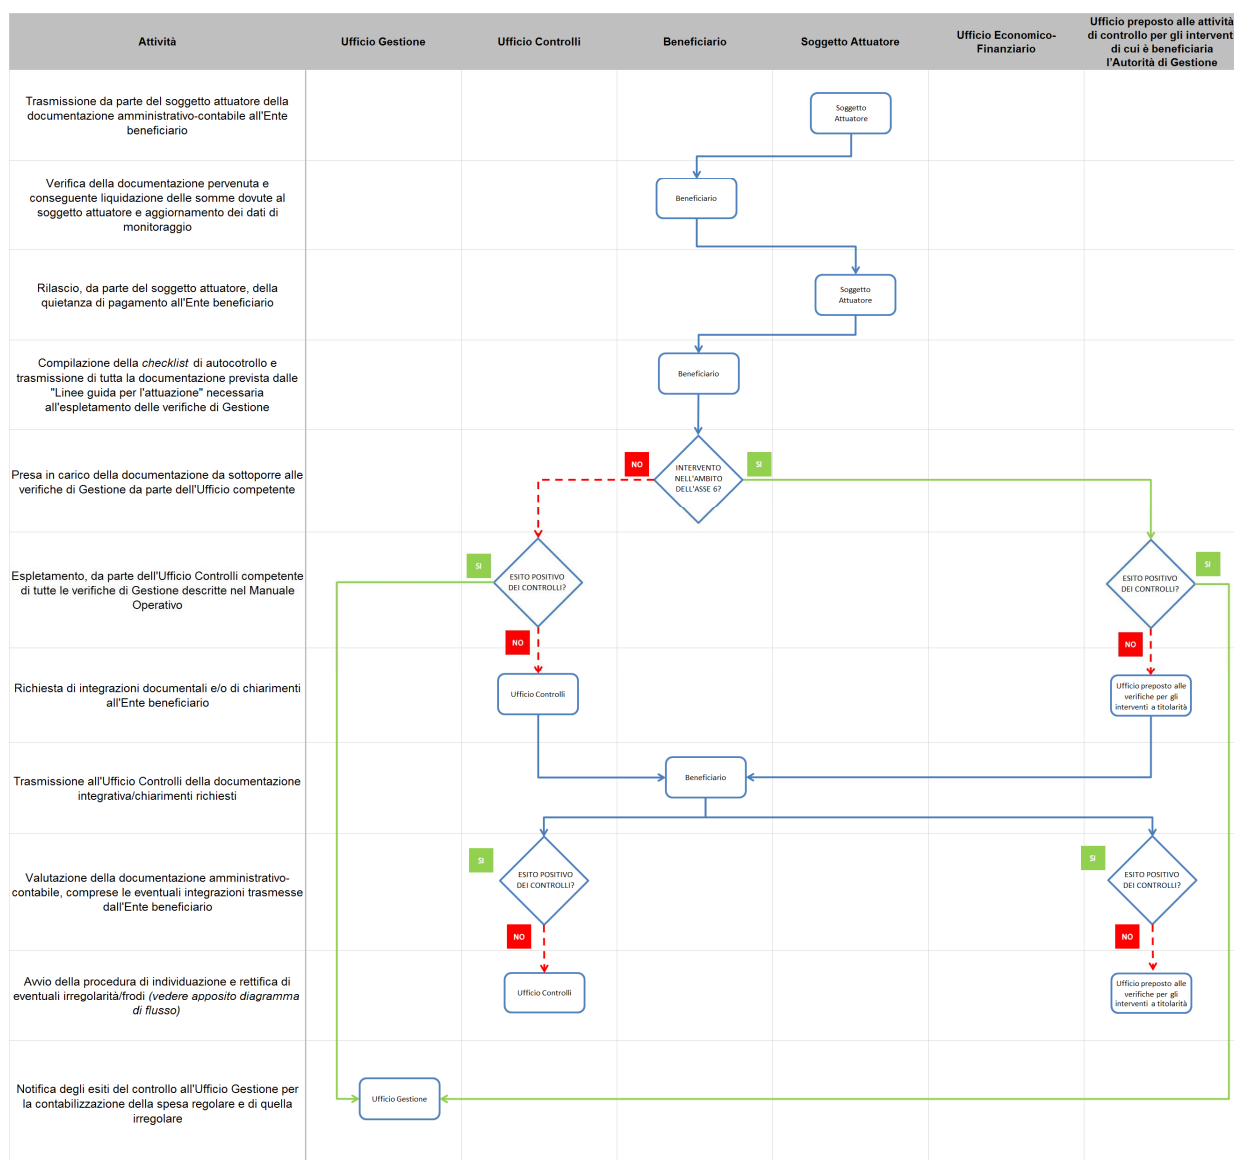 Attività
Ufficio Gestione
Ufficio Controlli
Beneficiario
Soggetto Attuatore
Ufficio Economico-
Finanziario
Ufficio preposto alle attività
di controllo per gli intervent
di cui è beneficiaria
l'Autorità di Gestione
Trasmissione da parte del soggetto attuatore della
documentazione amministrativo-contabile all'Ente
beneficiario
Soggetto
Attuatore
Verifica della documentazione pervenuta e
conseguente liquidazione delle somme dovute al
soggetto attuatore e aggiornamento dei dati di
monitoraggio
Beneficiario
Rilascio, da parte del soggetto attuatore, della
quietanza di pagamento all'Ente beneficiario
Soggetto
Attuatore
Compilazione della checklist di autocotrollo e
trasmissione di tutta la documentazione prevista dalle
"Linee guida per l'attuazione" necessaria
all'espletamento delle verifiche di Gestione
Beneficiario
Presa in carico della documentazione da sottoporre alle
verifiche di Gestione da parte dell'Ufficio competente
NO
INTERVENTO
NELL'AMBITO
DELL'ASSE 6?
SI
Espletamento, da parte dell'Ufficio Controlli competente
di tutte le verifiche di Gestione descritte nel Manuale
Operativo
SI
ESITO POSITIVO
DEI CONTROLLI?
NO
ESITO POSITIVO
DEI CONTROLLI?
SI
NO
Richiesta di integrazioni documentali e/o di chiarimenti
all'Ente beneficiario
Ufficio Controlli
Ufficio preposto alle
verifiche per gli
interventi a titolarità
Trasmissione all'Ufficio Controlli della documentazione
integrativa/chiarimenti richiesti
Beneficiario
Valutazione della documentazione amministrativo-
contabile, comprese le eventuali integrazioni trasmesse
dall'Ente beneficiario
SI
ESITO POSITIVO
DEI CONTROLLI?
NO
SI
ESITO POSITIVO
DEI CONTROLLI?
NO
Avvio della procedura di individuazione e rettifica di
eventuali irregolarità/frodi (vedere apposito diagramma
di flusso)
Ufficio Controlli
Ufficio preposto alle
verifiche per gli
interventi a titolarità
Notifica degli esiti del controllo all'Ufficio Gestione per
la contabilizzazione della spesa regolare e di quella
irregolare
Ufficio Gestione